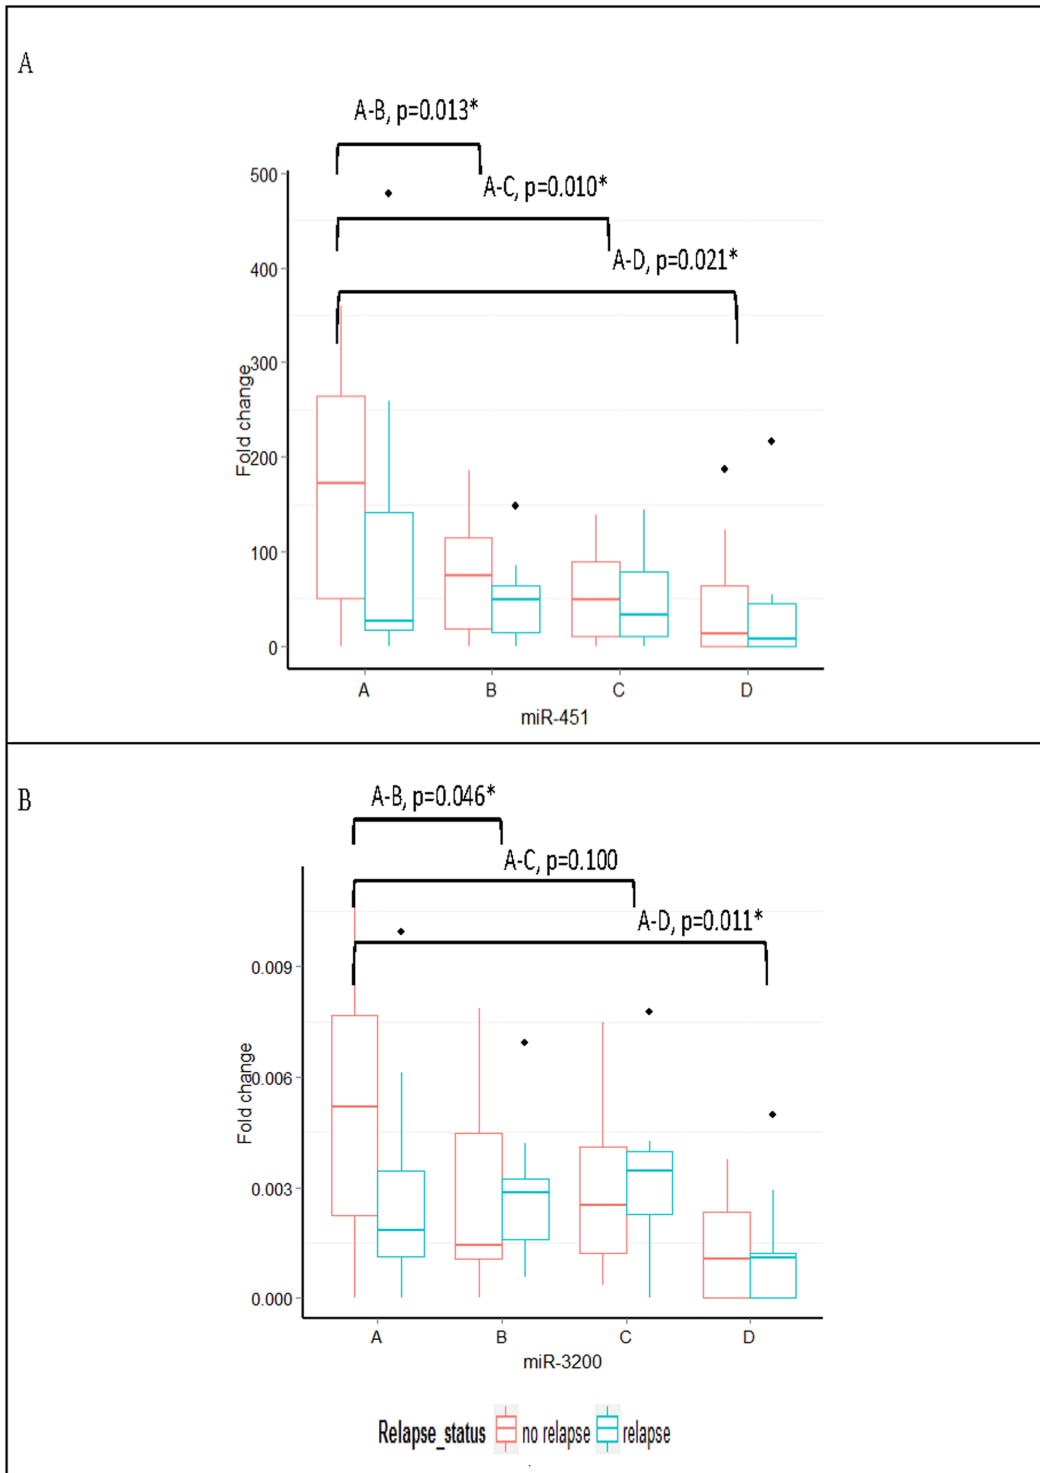 A
A-B, p=0.013*
500
A-C, p=0.010*
A-D, p=0.021*
400
300
Fold change
200
100
0
A B C D
miR-451
B
A-B, p=0.046*
A-C, p=0.100
A-D, p=0.011*
0.009
Fold change
0.006
0.003
0.000
A B C D
miR-3200
Relapse_status no relapse relapse